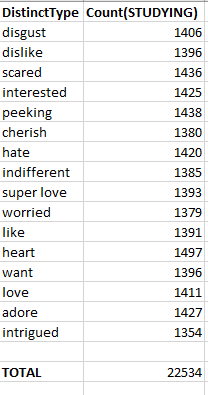 DistinctType Count(STUDYING)
disgust 1406
dislike 1396
scared 1436
interested 1425
peeking 1438
cherish 1380
hate 1420
indifferent 1385
super love 1393
worried 1379
like 1391
heart 1497
want 1396
love 1411
adore 1427
intrigued 1354
TOTAL 22534